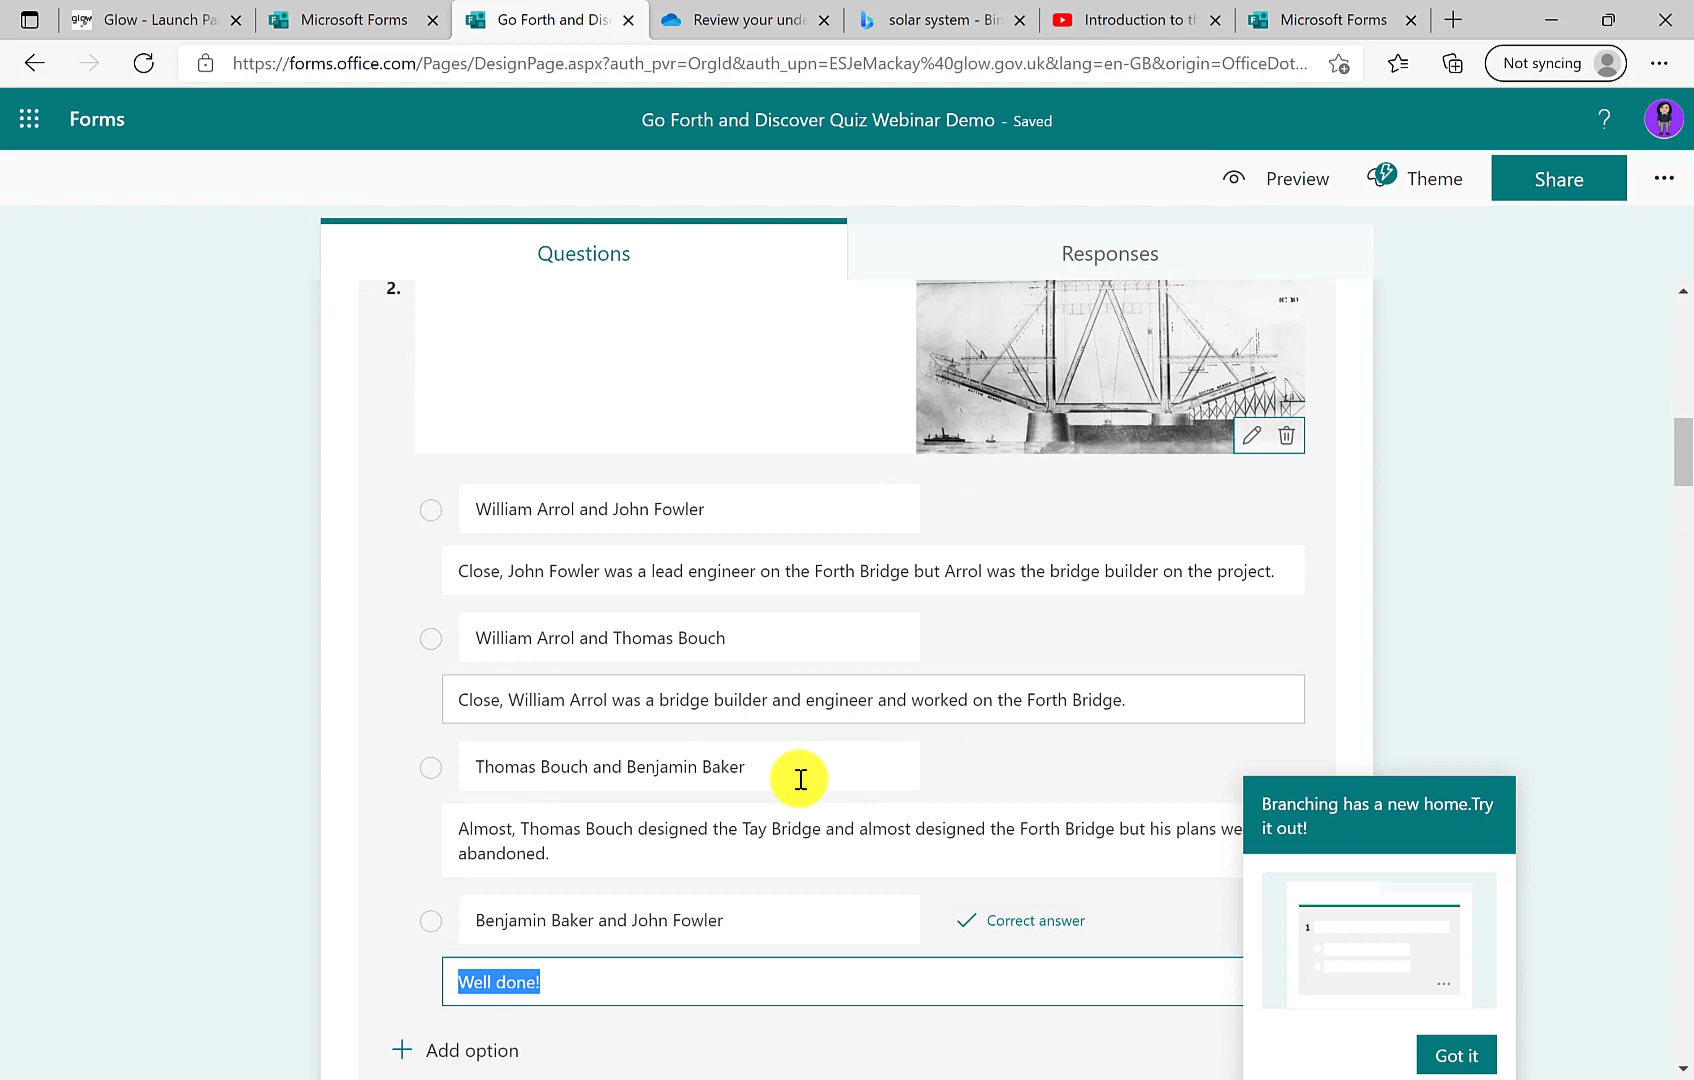 glow Glow - Launch Pa
Microsoft Forms
Go Forth and Disc
Review your unde
solar system - Bin
Introduction to th
Microsoft Forms
https://forms.office.com/Pages/DesignPage.aspx?auth_pvr=OrgId&auth_upn=ESJeMackay%40glow.gov.uk&lang=en-GB&origin=OfficeDot...
Not syncing
Forms
Go Forth and Discover Quiz Webinar Demo - Saved
?
Preview
Theme
Share
Questions
Responses
2.
William Arrol and John Fowler
Close, John Fowler was a lead engineer on the Forth Bridge but Arrol was the bridge builder on the project.
William Arrol and Thomas Bouch
Close, William Arrol was a bridge builder and engineer and worked on the Forth Bridge.
Thomas Bouch and Benjamin Baker
Almost, Thomas Bouch designed the Tay Bridge and almost designed the Forth Bridge but his plans we
abandoned.
Benjamin Baker and John Fowler
Correct answer
Well done!
Add option
Branching has a new home.Try
it out!
1
Got it